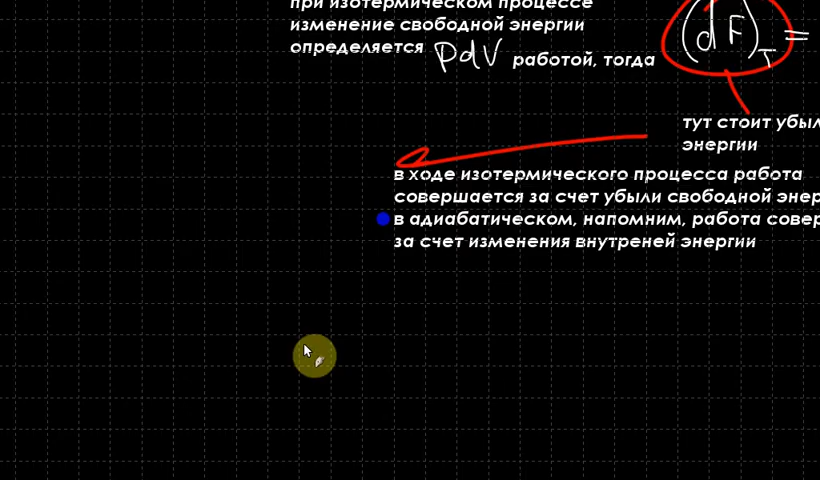 при изотермическом процессе
изменение свободной энергии
определяется pdV работой, тогда
(dF)T =
тут стоит убыл
энергии
в ходе изотермического процесса работа
совершается за счет убыли свободной энер
в адиабатическом, напомним, работа совер
за счет изменения внутреней энергии